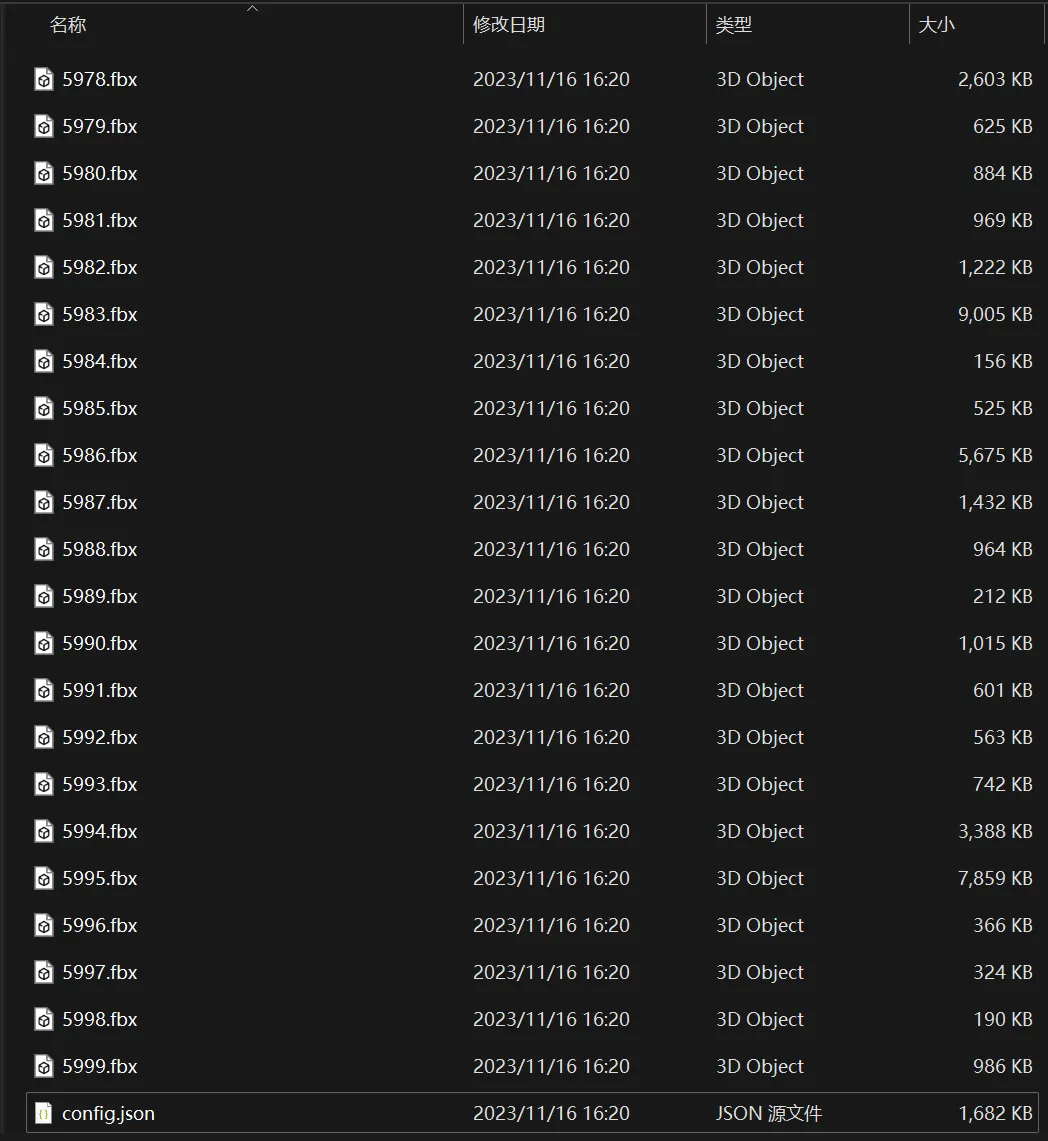 名称 修改日期 类型 大小
5978.fbx 2023/11/16 16:20 3D Object 2,603 KB
5979.fbx 2023/11/16 16:20 3D Object 625 KB
5980.fbx 2023/11/16 16:20 3D Object 884 KB
5981.fbx 2023/11/16 16:20 3D Object 969 KB
5982.fbx 2023/11/16 16:20 3D Object 1,222 KB
5983.fbx 2023/11/16 16:20 3D Object 9,005 KB
5984.fbx 2023/11/16 16:20 3D Object 156 KB
5985.fbx 2023/11/16 16:20 3D Object 525 KB
5986.fbx 2023/11/16 16:20 3D Object 5,675 KB
5987.fbx 2023/11/16 16:20 3D Object 1,432 KB
5988.fbx 2023/11/16 16:20 3D Object 964 KB
5989.fbx 2023/11/16 16:20 3D Object 212 KB
5990.fbx 2023/11/16 16:20 3D Object 1,015 KB
5991.fbx 2023/11/16 16:20 3D Object 601 KB
5992.fbx 2023/11/16 16:20 3D Object 563 KB
5993.fbx 2023/11/16 16:20 3D Object 742 KB
5994.fbx 2023/11/16 16:20 3D Object 3,388 KB
5995.fbx 2023/11/16 16:20 3D Object 7,859 KB
5996.fbx 2023/11/16 16:20 3D Object 366 KB
5997.fbx 2023/11/16 16:20 3D Object 324 KB
5998.fbx 2023/11/16 16:20 3D Object 190 KB
5999.fbx 2023/11/16 16:20 3D Object 986 KB
config.json 2023/11/16 16:20 JSON 源文件 1,682 KB